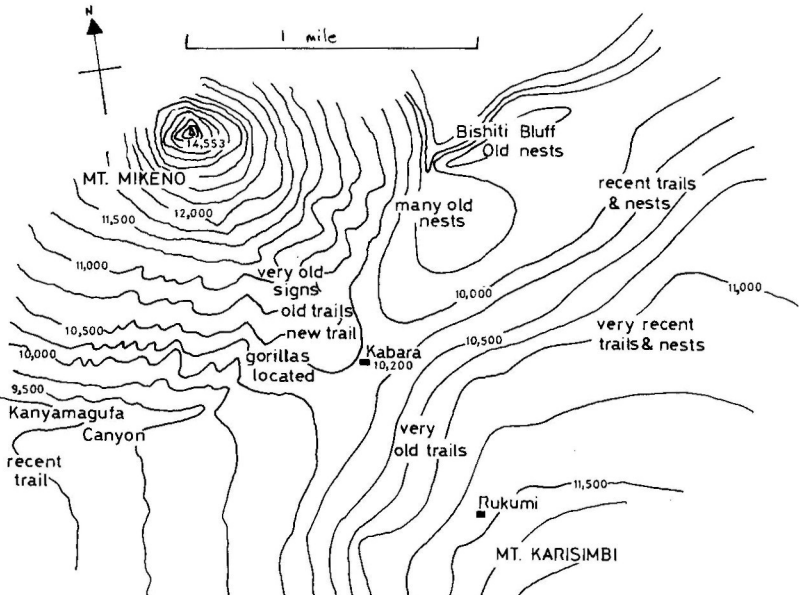 N
1 mile
14,553
MT. MIKENO
12,000
11,500
11,000
10,500
10,000
9,500
Bishiti Bluff
Old nests
many old
nests
recent trails
& nests
very old
signs
old trails
new trail
gorillas
located
Kabara
10,200
10,000
10,500
11,000
very recent
trails & nests
Kanyamagufa
Canyon
recent
trail
very
old trails
Rukumi
11,500
MT. KARISIMBI